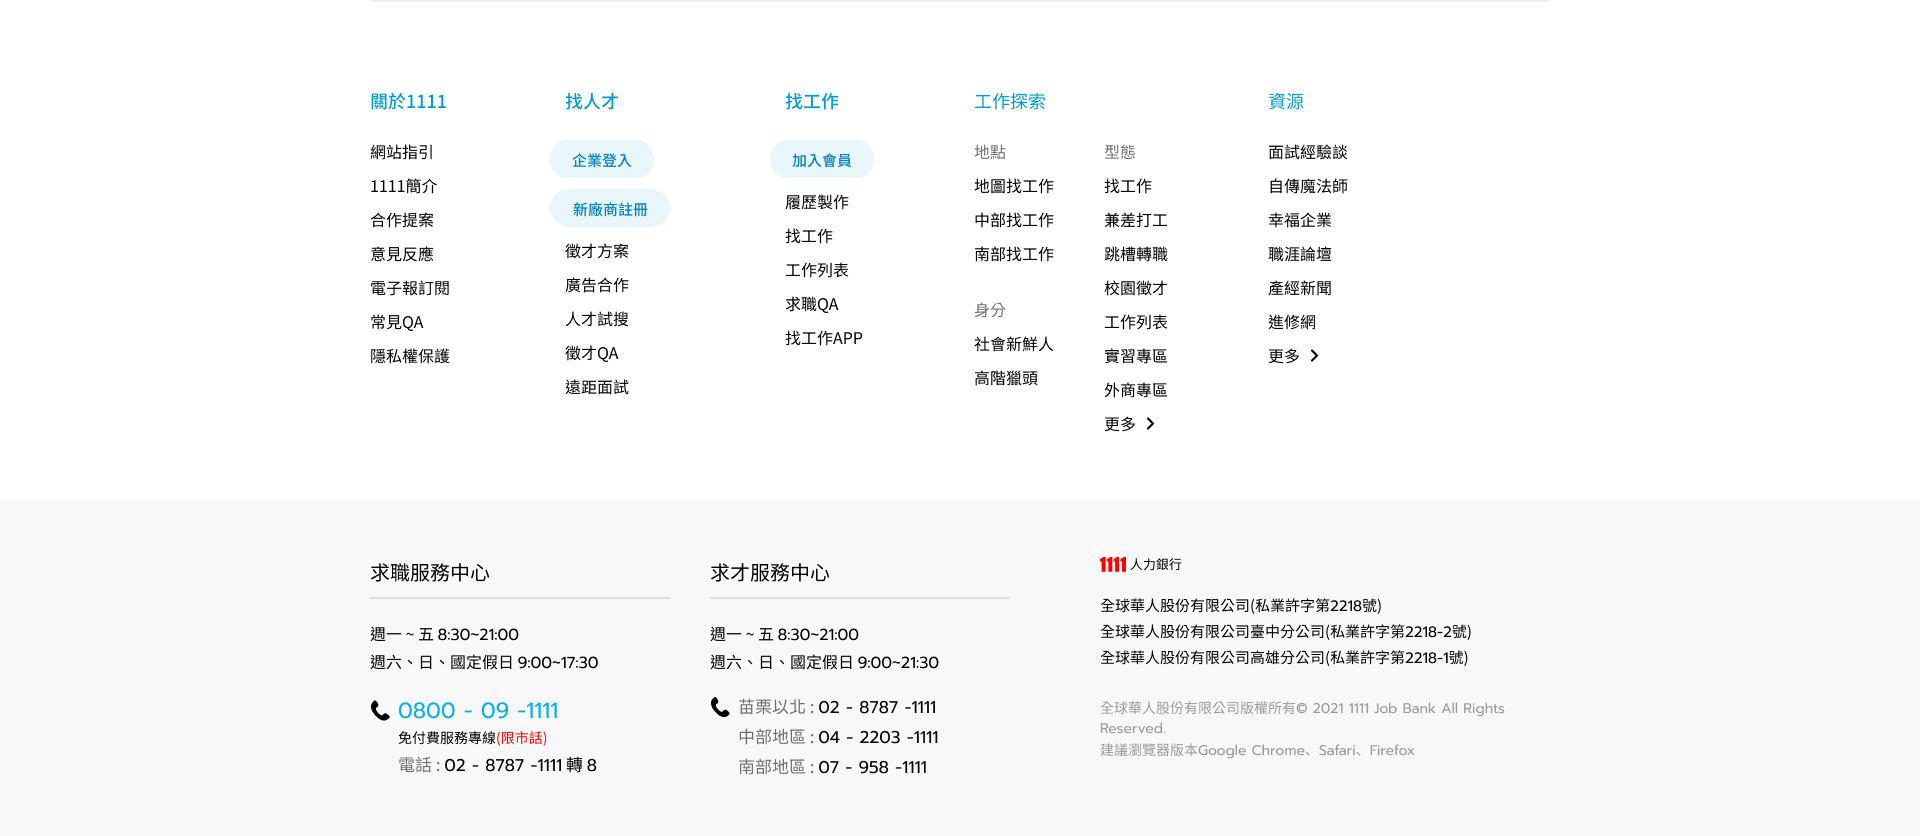 關於1111
網站指引
1111簡介
合作提案
意見反應
電子報訂閱
常見QA
隱私權保護
找人才
企業登入
新廠商註冊
徵才方案
廣告合作
人才試搜
徵才QA
遠距面試
找工作
加入會員
履歷製作
找工作
工作列表
求職QA
找工作APP
工作探索
地點
地圖找工作
中部找工作
南部找工作
身分
社會新鮮人
高階獵頭
型態
找工作
兼差打工
跳槽轉職
校園徵才
工作列表
實習專區
外商專區
更多
資源
面試經驗談
自傳魔法師
幸福企業
職涯論壇
產經新聞
進修網
更多
求職服務中心
週一 ~ 五 8:30~21:00
週六、日、國定假日 9:00~17:30
0800 - 09 -1111
免付費服務專線(限市話)
電話 : 02 - 8787 -1111 轉 8
求才服務中心
週一 ~ 五 8:30~21:00
週六、日、國定假日 9:00~21:30
苗栗以北 : 02 - 8787 -1111
中部地區 : 04 - 2203 -1111
南部地區 : 07 - 958 -1111
1111 人力銀行
全球華人股份有限公司(私業許字第2218號)
全球華人股份有限公司臺中分公司(私業許字第2218-2號)
全球華人股份有限公司高雄分公司(私業許字第2218-1號)
全球華人股份有限公司版權所有© 2021 1111 Job Bank All Rights
Reserved.
建議瀏覽器版本Google Chrome、Safari、Firefox